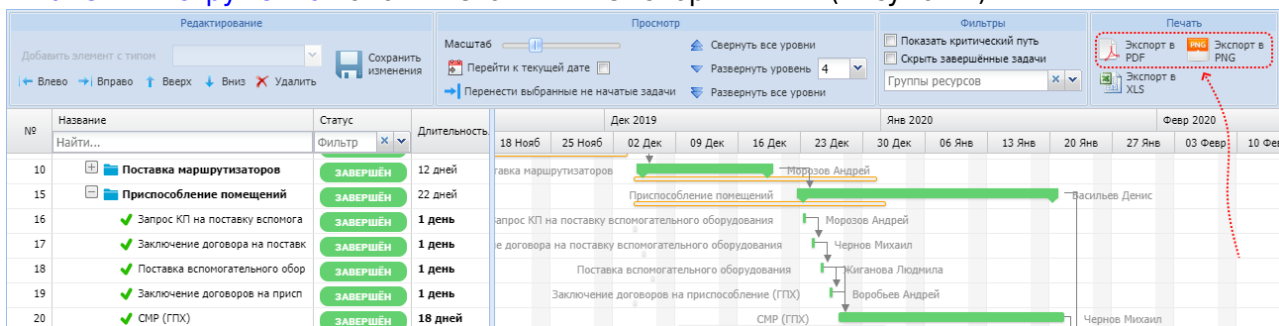 Редактирование
Просмотр
Фильтры
Печать
Добавить элемент с типом
Сохранить изменения
Влево Вправо Вверх Вниз Удалить
Масштаб
Перейти к текущей дате
Перенести выбранные не начатые задачи
Свернуть все уровни
Развернуть уровень 4
Развернуть все уровни
Показать критический путь
Скрыть завершённые задачи
Группы ресурсов
Экспорт в PDF
PNG Экспорт в PNG
Экспорт в XLS
№ Название Статус Длительность
Найти... Фильтр
Дек 2019 Янв 2020 Февр 2020
18 Нояб 25 Нояб 02 Дек 09 Дек 16 Дек 23 Дек 30 Дек 06 Янв 13 Янв 20 Янв 27 Янв 03 Февр
10 Поставка маршрутизаторов ЗАВЕРШЁН 12 дней маршрутизаторов Морозов Андрей
15 Приспособление помещений ЗАВЕРШЁН 22 дней Приспособление помещений Васильев Денис
16 Запрос КП на поставку вспомога ЗАВЕРШЁН 1 день КП на поставку вспомогательного оборудования Морозов Андрей
17 Заключение договора на поставк ЗАВЕРШЁН 1 день договора на поставку вспомогательного оборудования Чернов Михаил
18 Поставка вспомогательного обор ЗАВЕРШЁН 1 день Поставка вспомогательного оборудования Жиганова Людмила
19 Заключение договоров на присп ЗАВЕРШЁН 1 день Заключение договоров на приспособление (ГПХ) Воробьев Андрей
20 СМР (ГПХ) ЗАВЕРШЁН 18 дней СМР (ГПХ) Чернов Михаил